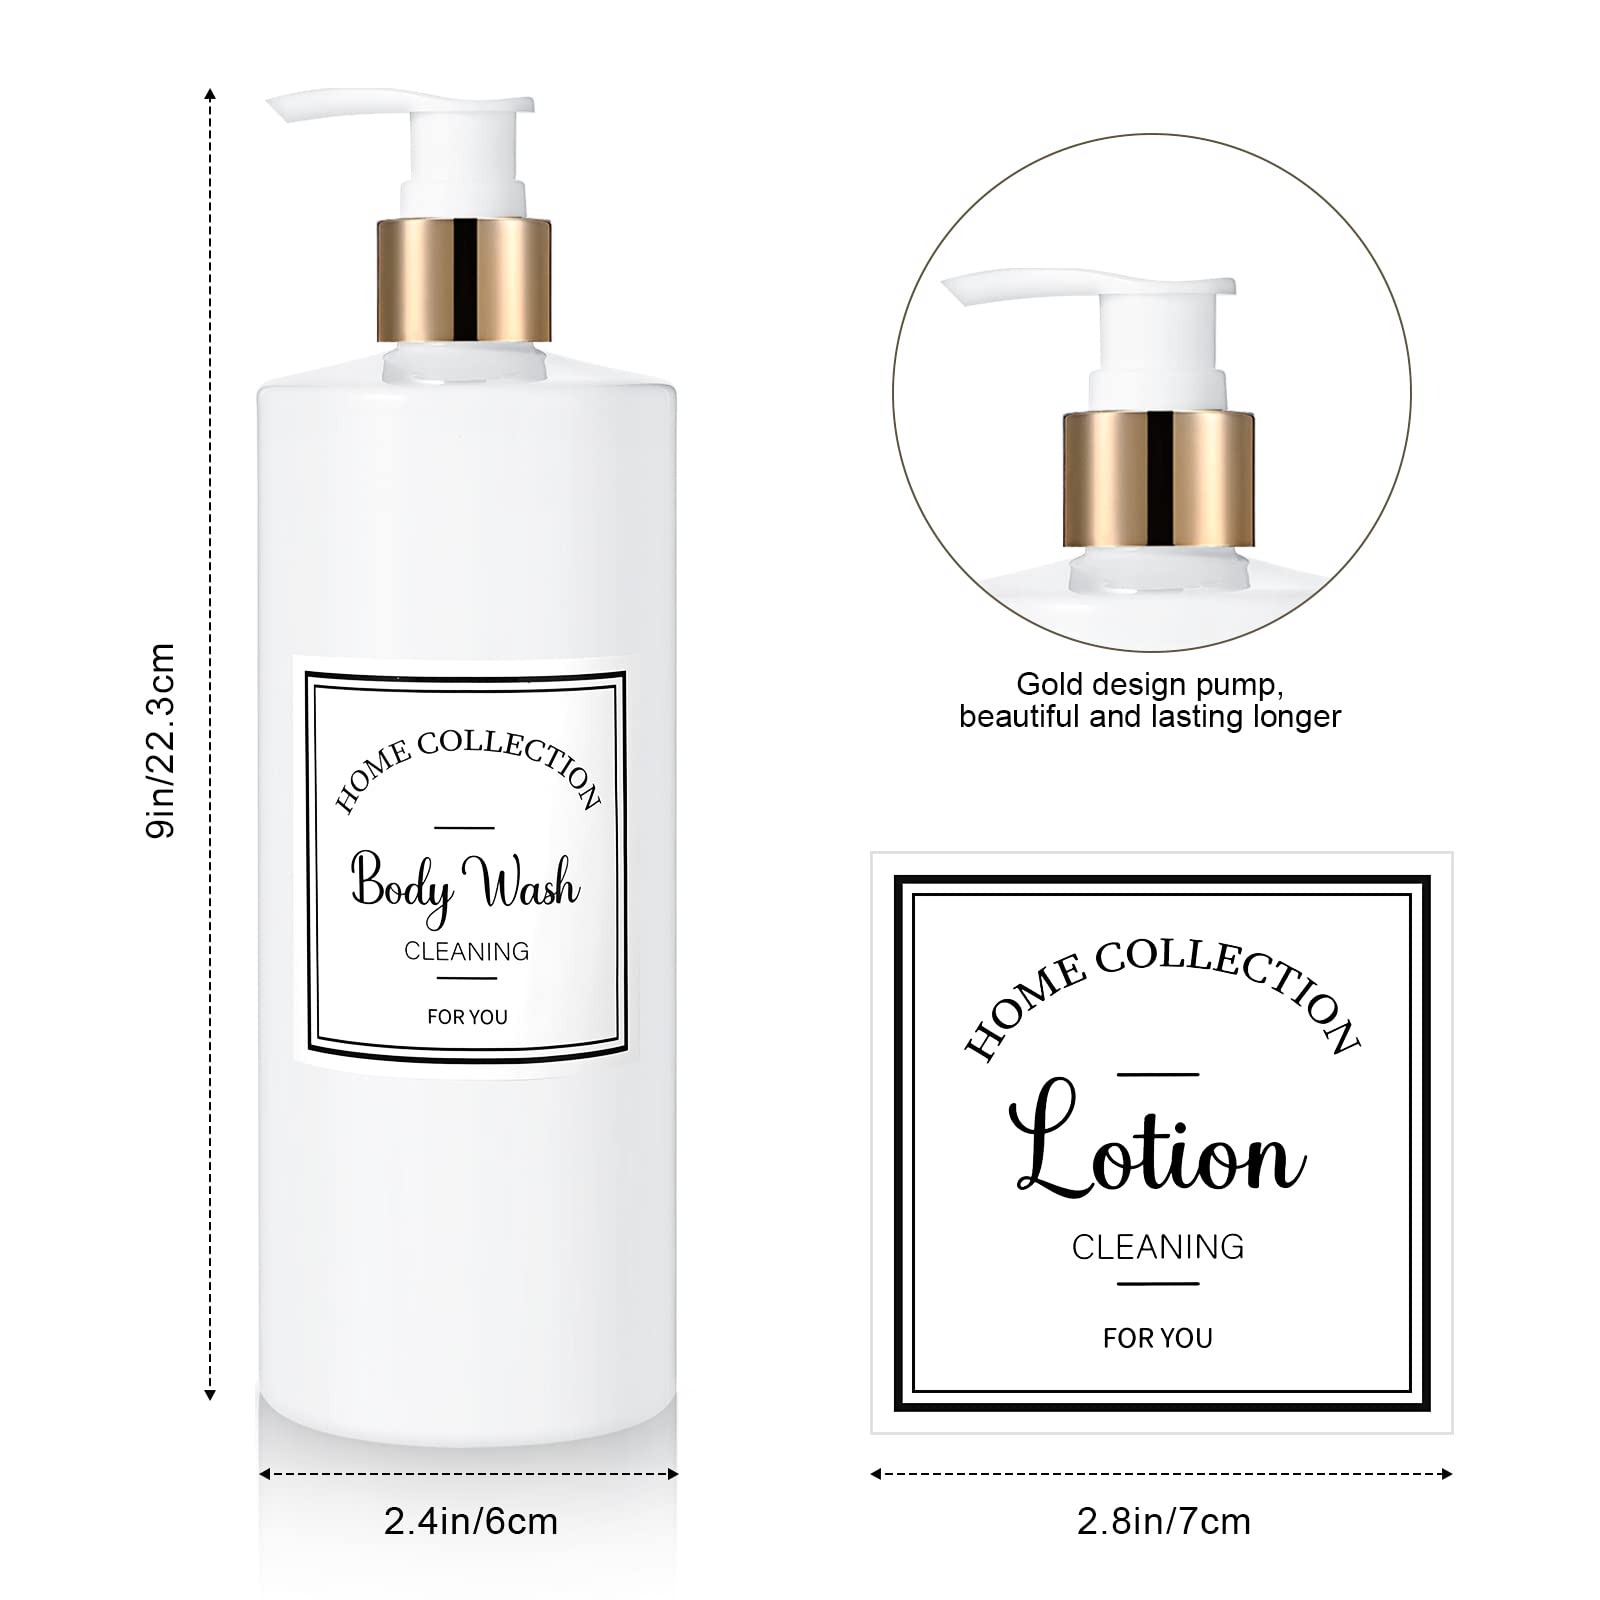 9in/22.3cm
HOME COLLECTION
Body Wash
CLEANING
FOR YOU
2.4in/6cm
Gold design pump,
beautiful and lasting longer
HOME COLLECTION
Lotion
CLEANING
FOR YOU
2.8in/7cm